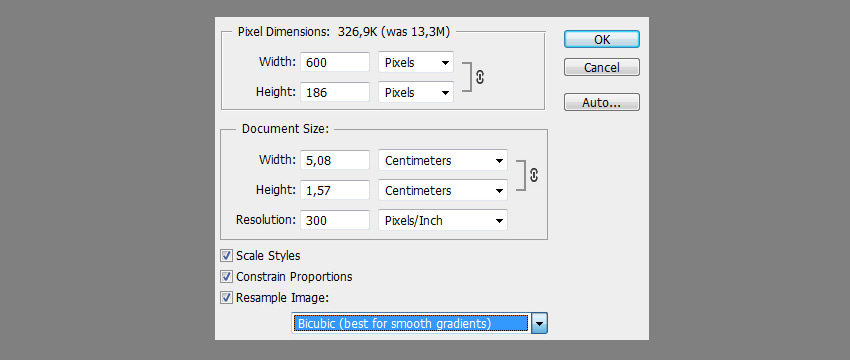 Pixel Dimensions: 326,9K (was 13,3M)
OK
Width: 600 Pixels
Cancel
Height: 186 Pixels
Auto...
Document Size:
Width: 5,08 Centimeters
Height: 1,57 Centimeters
Resolution: 300 Pixels/Inch
Scale Styles
Constrain Proportions
Resample Image:
Bicubic (best for smooth gradients)